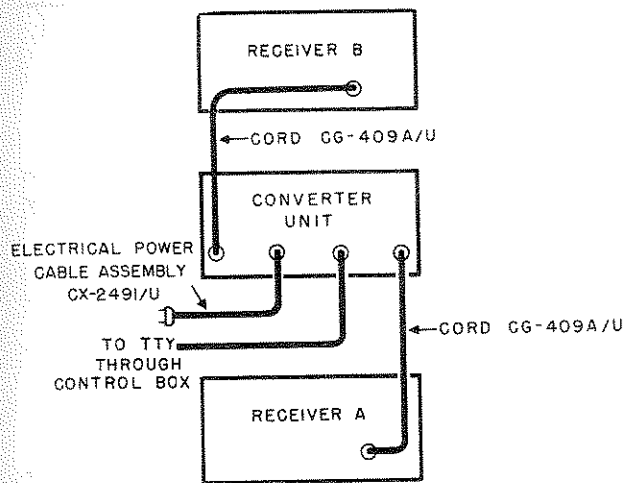 RECEIVER B
CORD CG-409A/U
CONVERTER
UNIT
ELECTRICAL POWER
CABLE ASSEMBLY
CX-2491/U
CORD CG-409A/U
TO TTY
THROUGH
CONTROL BOX
RECEIVER A